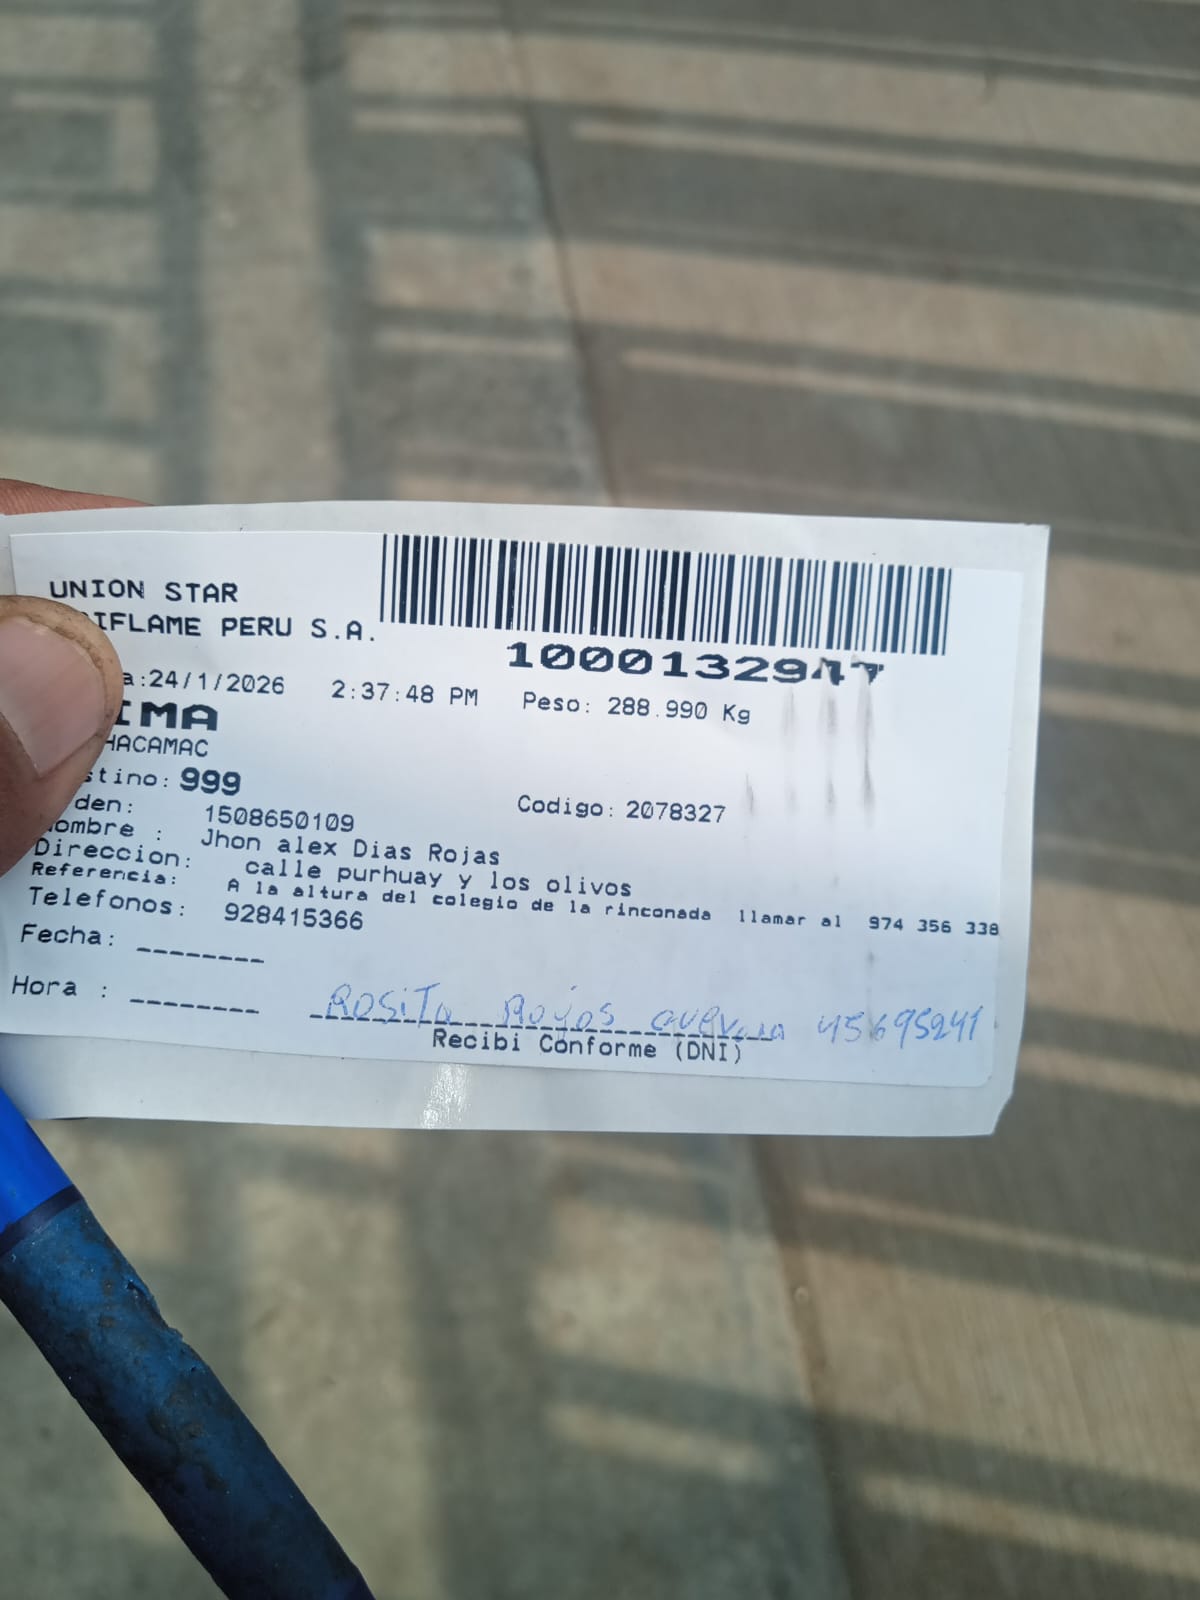 UNION STAR
IFLAME PERU S.A.
1000132947
a:24/1/2026 2:37:48 PM Peso: 288.990 Kg
IMA
HACAMAC
stino: 999
den: 1508650109 Codigo: 2078327
ombre : Jhon alex Dias Rojas
Direccion: calle purhuay y los olivos
Referencia: A la altura del colegio de la rinconada llamar al 974 356 338
Telefonos: 928415366
Fecha: ________
Hora : ________
Rosita Rojas Guevara 45695241
Recibi Conforme (DNI)